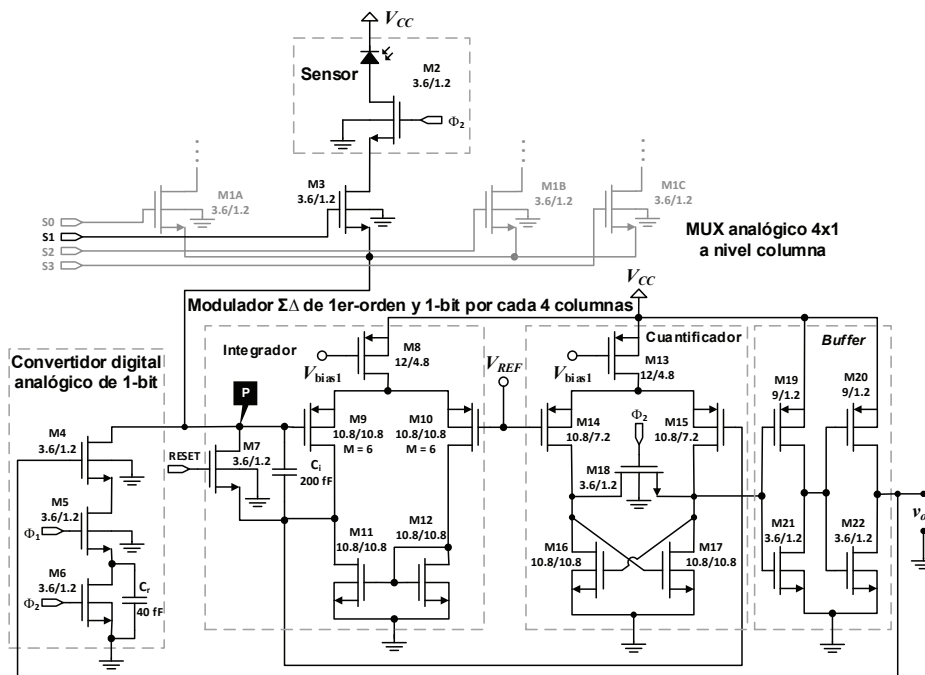 V_CC
Sensor
M2
3.6/1.2
Φ2
M1A
3.6/1.2
M3
3.6/1.2
M1B
3.6/1.2
M1C
3.6/1.2
S0
S1
S2
S3
MUX analógico 4x1
a nivel columna
V_CC
Modulador ΣΔ de 1er-orden y 1-bit por cada 4 columnas
Convertidor digital
analógico de 1-bit
Integrador
M8
12/4.8
V_bias1
V_REF
Cuantificador
M13
12/4.8
V_bias1
Buffer
M19
9/1.2
M20
9/1.2
P
M4
3.6/1.2
RESET
M7
3.6/1.2
C_i
200 fF
M9
10.8/10.8
M = 6
M10
10.8/10.8
M = 6
M14
10.8/7.2
Φ2
M15
10.8/7.2
M18
3.6/1.2
M5
3.6/1.2
Φ1
M6
3.6/1.2
Φ2
C_r
40 fF
M11
10.8/10.8
M12
10.8/10.8
M16
10.8/10.8
M17
10.8/10.8
M21
3.6/1.2
M22
3.6/1.2
v_o